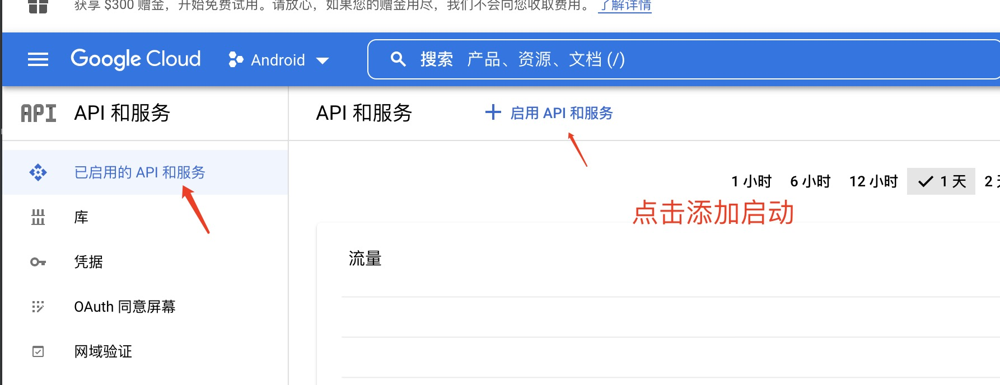 获享 $300 赠金，开始免费试用。请放心，如果您的赠金用尽，我们不会向您收取费用。 了解详情
Google Cloud Android 搜索 产品、资源、文档 (/)
API API 和服务
API 和服务 + 启用 API 和服务
已启用的 API 和服务
库
凭据
OAuth 同意屏幕
网域验证
1 小时 6 小时 12 小时 1 天 2
点击添加启动
流量